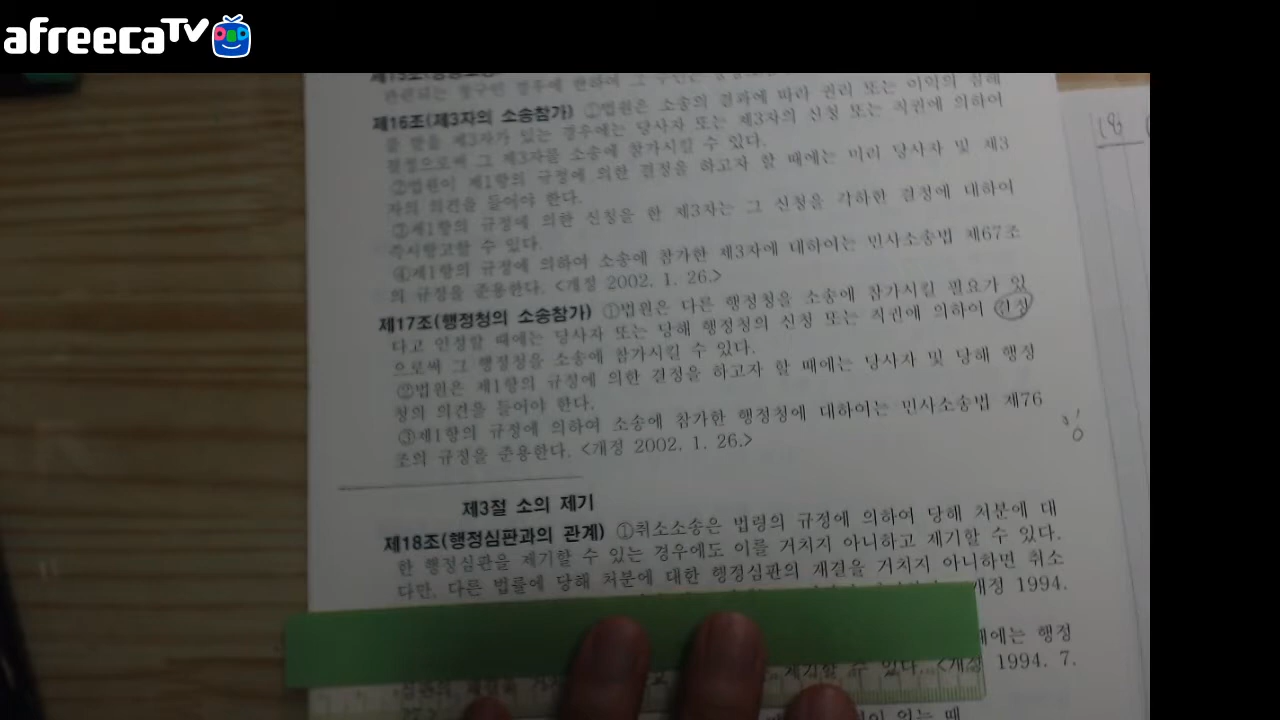 afreecaTV
관련되는 청구인 경우에 한하여 그
제16조(제3자의 소송참가) ①법원은 소송의 결과에 따라 권리 또는 이익의 침해
를 받을 제3자가 있는 경우에는 당사자 또는 제3자의 신청 또는 직권에 의하여
결정으로써 그 제3자를 소송에 참가시킬 수 있다.
②법원이 제1항의 규정에 의한 결정을 하고자 할 때에는 미리 당사자 및 제3
자의 의견을 들어야 한다.
③제1항의 규정에 의한 신청을 한 제3자는 그 신청을 각하한 결정에 대하여
즉시항고할 수 있다.
④제1항의 규정에 의하여 소송에 참가한 제3자에 대하여는 민사소송법 제67조
의 규정을 준용한다. <개정 2002. 1. 26.>
제17조(행정청의 소송참가) ①법원은 다른 행정청을 소송에 참가시킬 필요가 있
다고 인정할 때에는 당사자 또는 당해 행정청의 신청 또는 직권에 의하여 결정
으로써 그 행정청을 소송에 참가시킬 수 있다.
②법원은 제1항의 규정에 의한 결정을 하고자 할 때에는 당사자 및 당해 행정
청의 의견을 들어야 한다.
③제1항의 규정에 의하여 소송에 참가한 행정청에 대하여는 민사소송법 제76
조의 규정을 준용한다. <개정 2002. 1. 26.>
제3절 소의 제기
제18조(행정심판과의 관계) ①취소소송은 법령의 규정에 의하여 당해 처분에 대
한 행정심판을 제기할 수 있는 경우에도 이를 거치지 아니하고 제기할 수 있다.
다만, 다른 법률에 당해 처분에 대한 행정심판의 재결을 거치지 아니하면 취소
개정 1994.
때에는 행정
제기할 수 있다. <개정 1994. 7.
없는 때
18